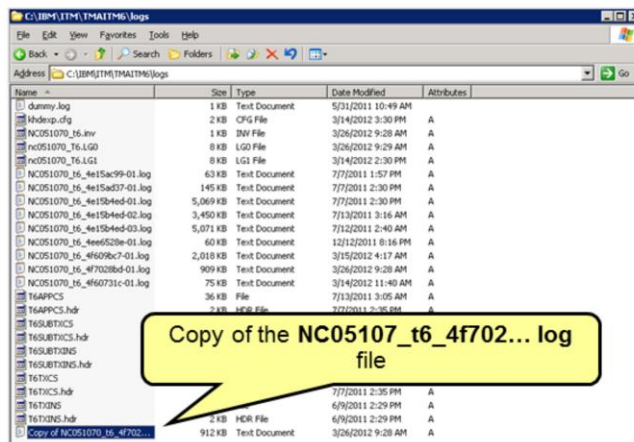 C:\IBM\ITM\TMAITM6\logs
File Edit View Favorites Tools Help
Back Search Folders
Address C:\IBM\ITM\TMAITM6\logs Go
Name Size Type Date Modified Attributes
dummy.log 1 KB Text Document 5/31/2011 10:49 AM
khdexp.cfg 2 KB CFG File 3/14/2012 3:30 PM A
NC051070_t6.inv 1 KB INV File 3/26/2012 9:28 AM A
nc051070_T6.LG0 8 KB LG0 File 3/26/2012 9:29 AM A
nc051070_T6.LG1 8 KB LG1 File 3/14/2012 2:30 PM A
NC051070_t6_4e15ac99-01.log 63 KB Text Document 7/7/2011 1:57 PM A
NC051070_t6_4e15ad37-01.log 145 KB Text Document 7/7/2011 2:30 PM A
NC051070_t6_4e15b4ed-01.log 5,069 KB Text Document 7/7/2011 2:30 PM A
NC051070_t6_4e15b4ed-02.log 3,450 KB Text Document 7/13/2011 3:16 AM A
NC051070_t6_4e15b4ed-03.log 5,071 KB Text Document 7/12/2011 2:40 AM A
NC051070_t6_4ee6528e-01.log 60 KB Text Document 12/12/2011 8:16 PM A
NC051070_t6_4f609bc7-01.log 2,018 KB Text Document 3/15/2012 4:17 AM A
NC051070_t6_4f7028bd-01.log 909 KB Text Document 3/26/2012 9:28 AM A
NC051070_t6_4f60731c-01.log 75 KB Text Document 3/14/2012 11:40 AM A
T6APPCS 36 KB File 7/13/2011 3:05 AM A
T6APPCS.hdr 2 KB HDR File 7/7/2011 2:35 PM A
T6SUBTXCS
T6SUBTXCS.hdr
T6SUBTXINS
T6SUBTXINS.hdr
T6TXCS
T6TXCS.hdr 7/7/2011 2:35 PM A
T6TXINS 6/9/2011 2:29 PM A
T6TXINS.hdr 2 KB HDR File 6/9/2011 2:29 PM A
Copy of NC051070_t6_4f702... 912 KB Text Document 3/26/2012 9:28 AM A
Copy of the NC05107_t6_4f702... log
file